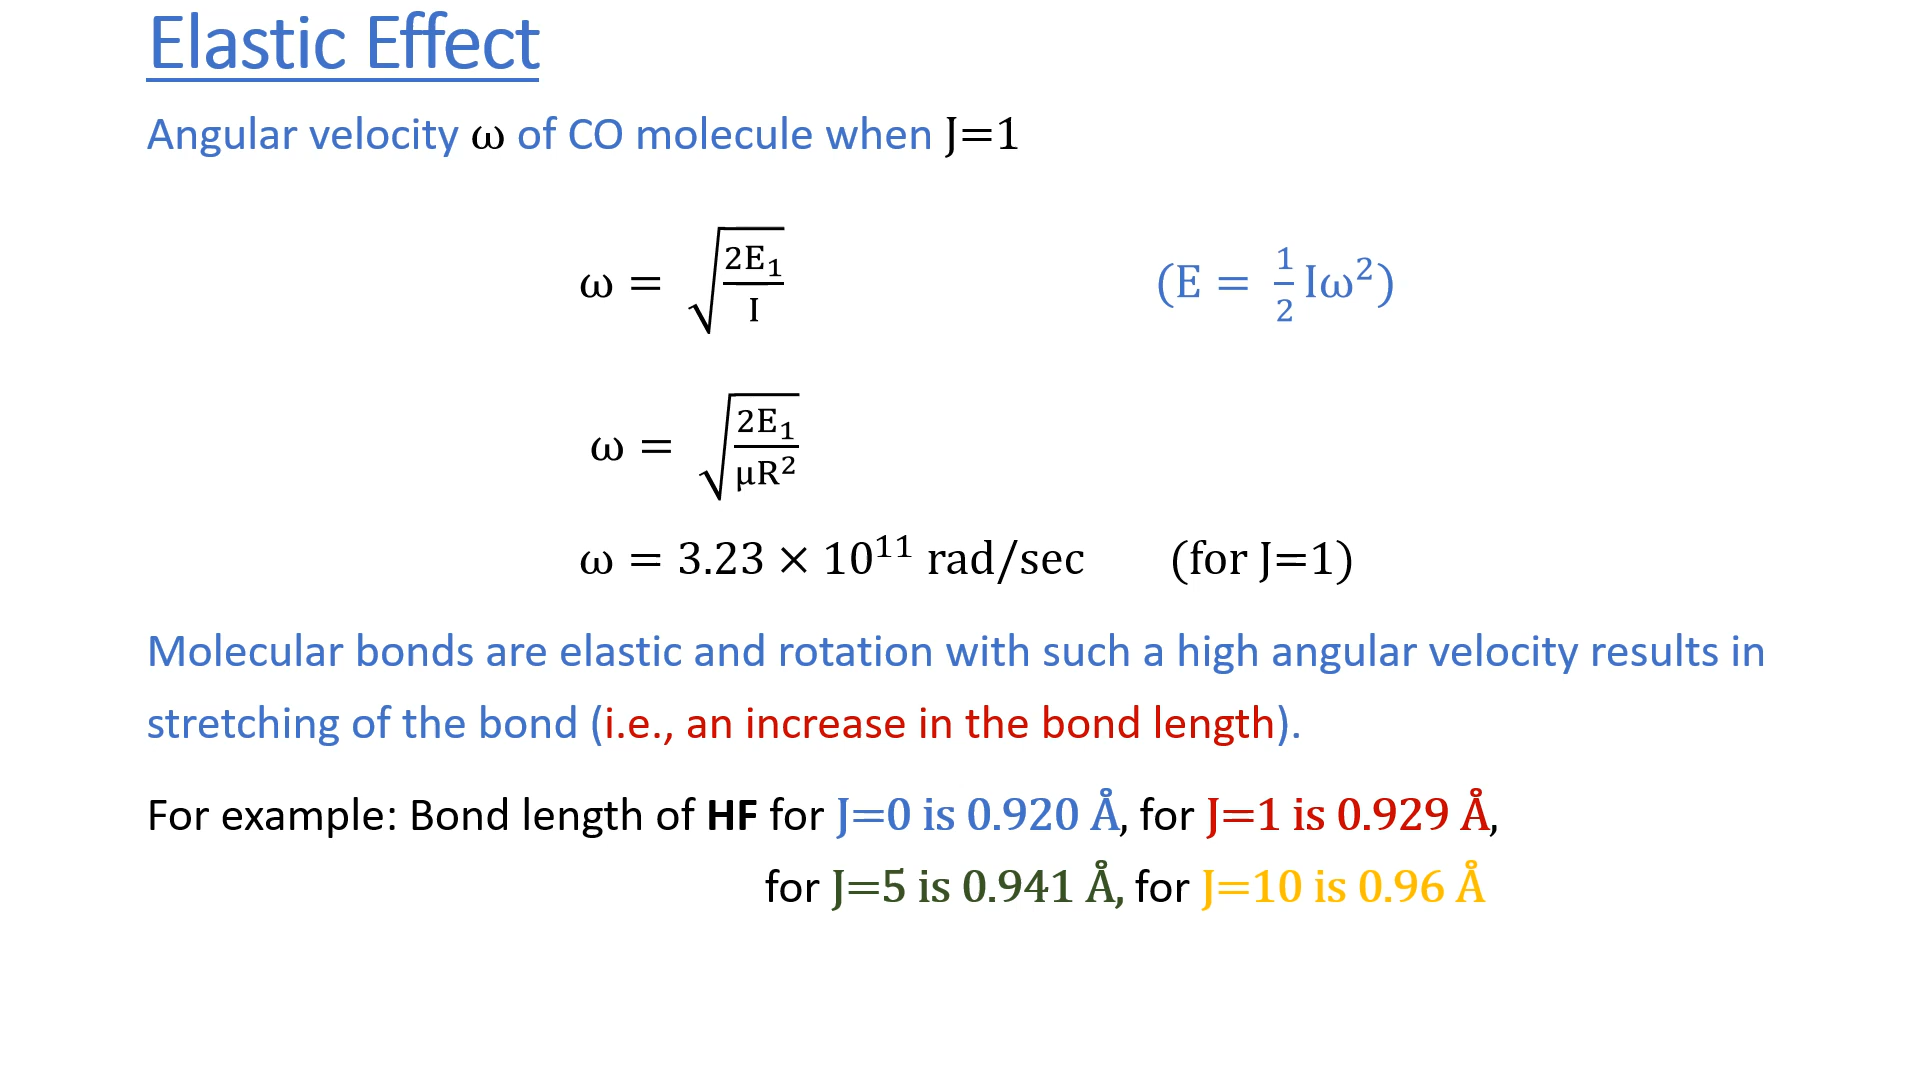 Elastic Effect
Angular velocity ω of CO molecule when J=1
ω = √(2E₁/I) (E = 1/2 Iω²)
ω = √(2E₁/μR²)
ω = 3.23 × 10¹¹ rad/sec (for J=1)
Molecular bonds are elastic and rotation with such a high angular velocity results in
stretching of the bond (i.e., an increase in the bond length).
For example: Bond length of HF for J=0 is 0.920 Å, for J=1 is 0.929 Å,
for J=5 is 0.941 Å, for J=10 is 0.96 Å